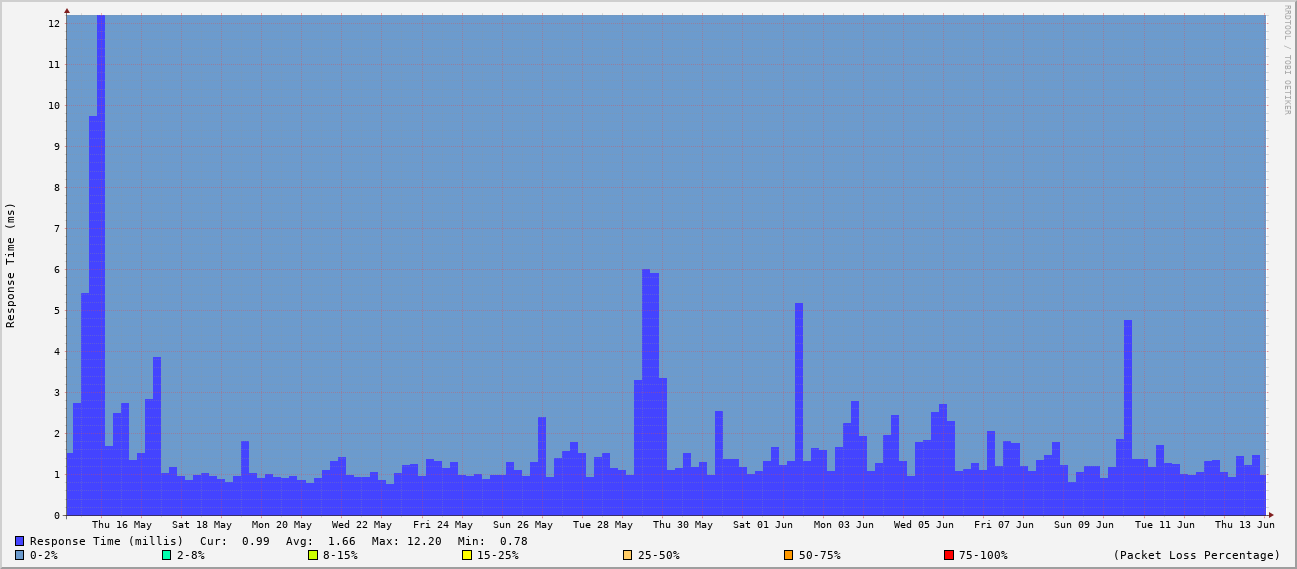 RRDTOOL / TOBI OETIKER
Response Time (ms)
12
11
10
9
8
7
6
5
4
3
2
1
0
Thu 16 May Sat 18 May Mon 20 May Wed 22 May Fri 24 May Sun 26 May Tue 28 May Thu 30 May Sat 01 Jun Mon 03 Jun Wed 05 Jun Fri 07 Jun Sun 09 Jun Tue 11 Jun Thu 13 Jun
Response Time (millis) Cur: 0.99 Avg: 1.66 Max: 12.20 Min: 0.78
0-2% 2-8% 8-15% 15-25% 25-50% 50-75% 75-100% (Packet Loss Percentage)